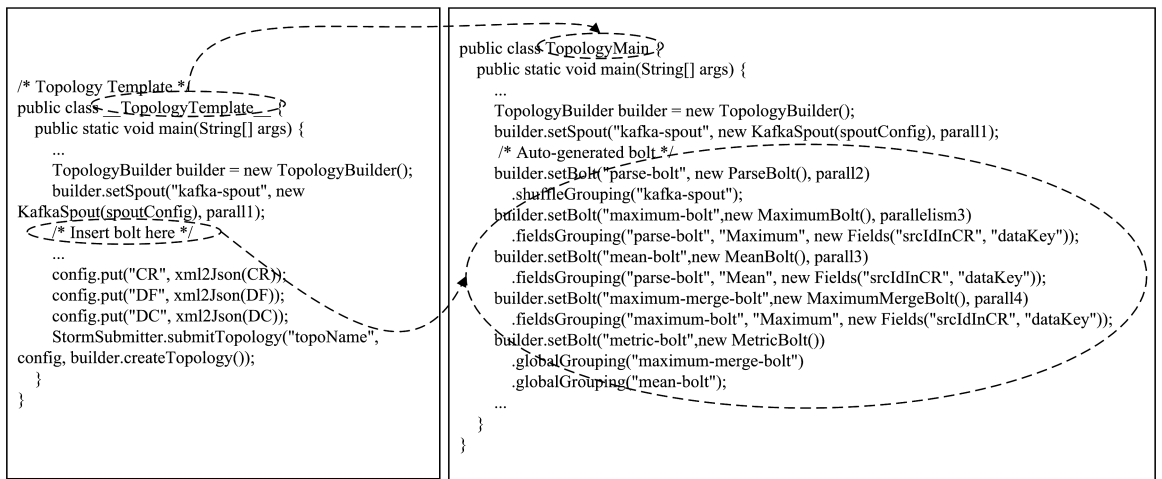 /* Topology Template */
public class __TopologyTemplate__ {
public static void main(String[] args) {
...
TopologyBuilder builder = new TopologyBuilder();
builder.setSpout("kafka-spout", new
KafkaSpout(spoutConfig), parall1);
/* Insert bolt here */
...
config.put("CR", xml2Json(CR));
config.put("DF", xml2Json(DF));
config.put("DC", xml2Json(DC));
StormSubmitter.submitTopology("topoName",
config, builder.createTopology());
}
}
public class TopologyMain {
public static void main(String[] args) {
...
TopologyBuilder builder = new TopologyBuilder();
builder.setSpout("kafka-spout", new KafkaSpout(spoutConfig), parall1);
/* Auto-generated bolt */
builder.setBolt("parse-bolt", new ParseBolt(), parall2)
.shuffleGrouping("kafka-spout");
builder.setBolt("maximum-bolt",new MaximumBolt(), parallelism3)
.fieldsGrouping("parse-bolt", "Maximum", new Fields("srcIdInCR", "dataKey"));
builder.setBolt("mean-bolt",new MeanBolt(), parall3)
.fieldsGrouping("parse-bolt", "Mean", new Fields("srcIdInCR", "dataKey"));
builder.setBolt("maximum-merge-bolt",new MaximumMergeBolt(), parall4)
.fieldsGrouping("maximum-bolt", "Maximum", new Fields("srcIdInCR", "dataKey"));
builder.setBolt("metric-bolt",new MetricBolt())
.globalGrouping("maximum-merge-bolt")
.globalGrouping("mean-bolt");
...
}
}